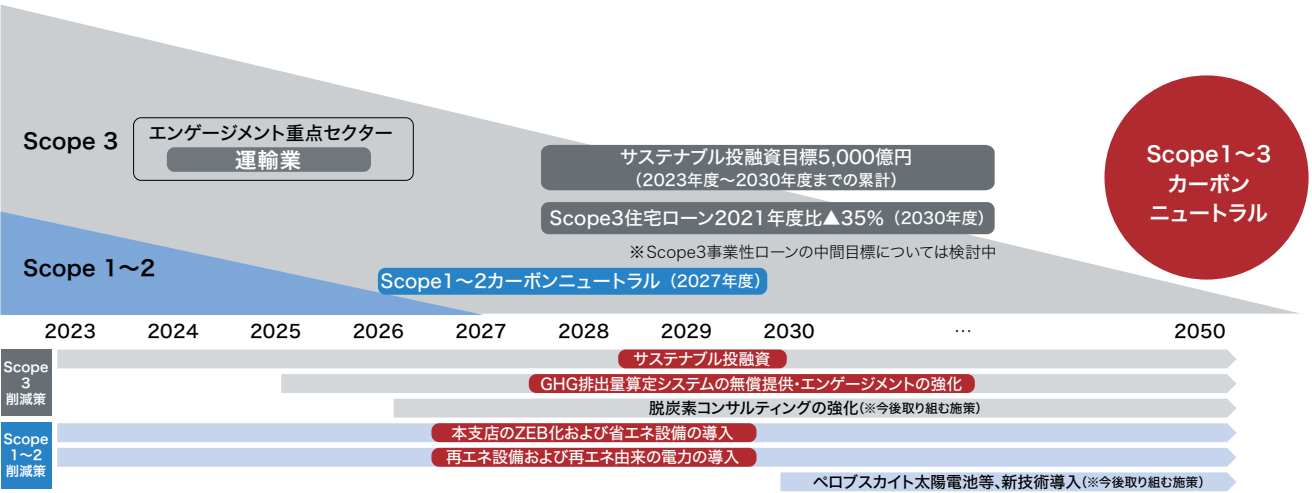 Scope 3
エンゲージメント重点セクター
運輸業
サステナブル投融資目標5,000億円
(2023年度〜2030年度までの累計)
Scope3住宅ローン2021年度比▲35%(2030年度)
※Scope3事業性ローンの中間目標については検討中
Scope1〜3
カーボン
ニュートラル
Scope 1〜2
Scope1〜2カーボンニュートラル(2027年度)
2023 2024 2025 2026 2027 2028 2029 2030 … 2050
Scope
3
削減策
サステナブル投融資
GHG排出量算定システムの無償提供・エンゲージメントの強化
脱炭素コンサルティングの強化(※今後取り組む施策)
Scope
1〜2
削減策
本支店のZEB化および省エネ設備の導入
再エネ設備および再エネ由来の電力の導入
ペロブスカイト太陽電池等、新技術導入(※今後取り組む施策)